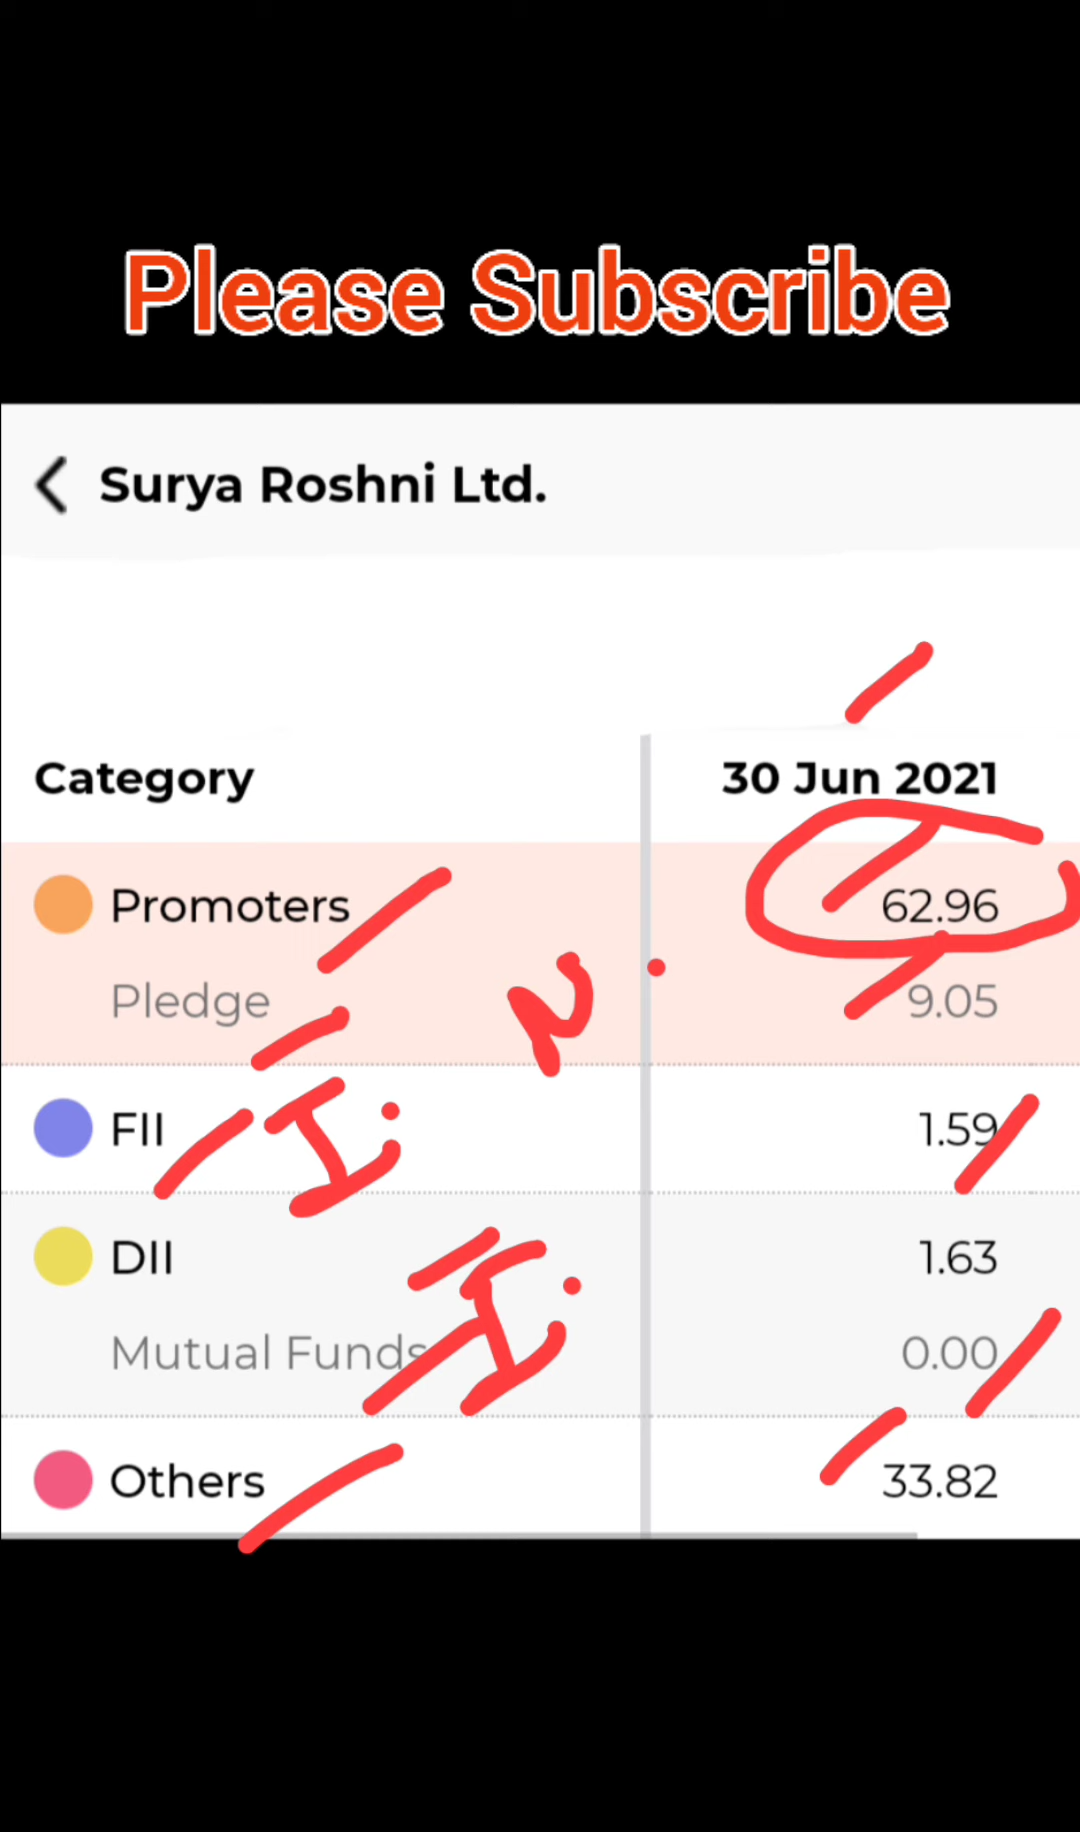 Please Subscribe
Surya Roshni Ltd.
Category 30 Jun 2021
Promoters 62.96
Pledge 9.05
FII 1.59
DII 1.63
Mutual Funds 0.00
Others 33.82